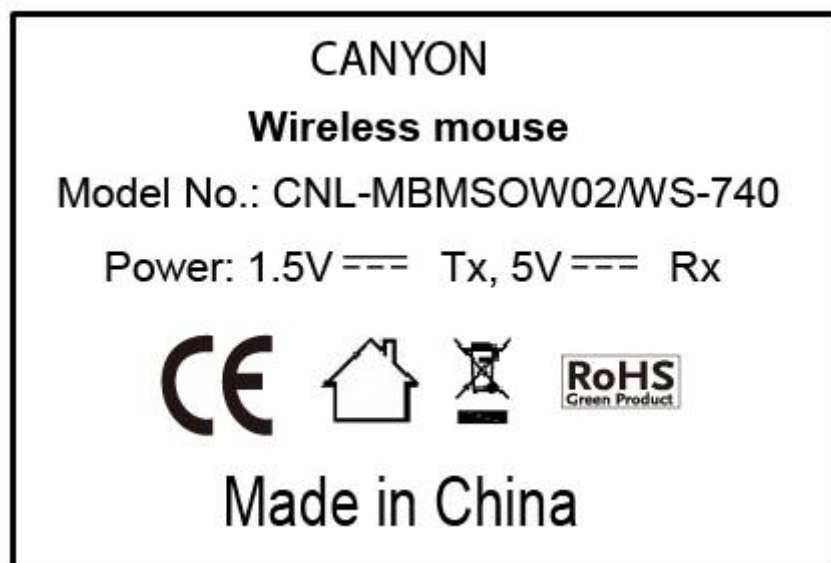 CANYON
Wireless mouse
Model No.: CNL-MBMSOW02/WS-740
Power: 1.5V ⎓ Tx, 5V ⎓ Rx
CE
RoHS
Green Product
Made in China